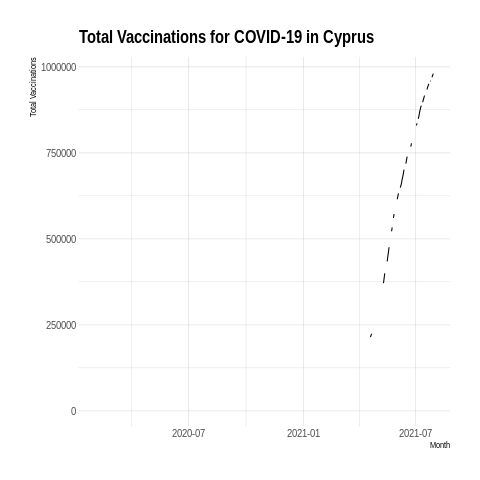 Total Vaccinations for COVID-19 in Cyprus
Total Vaccinations
1000000
750000
500000
250000
0
2020-07 2021-01 2021-07
Month